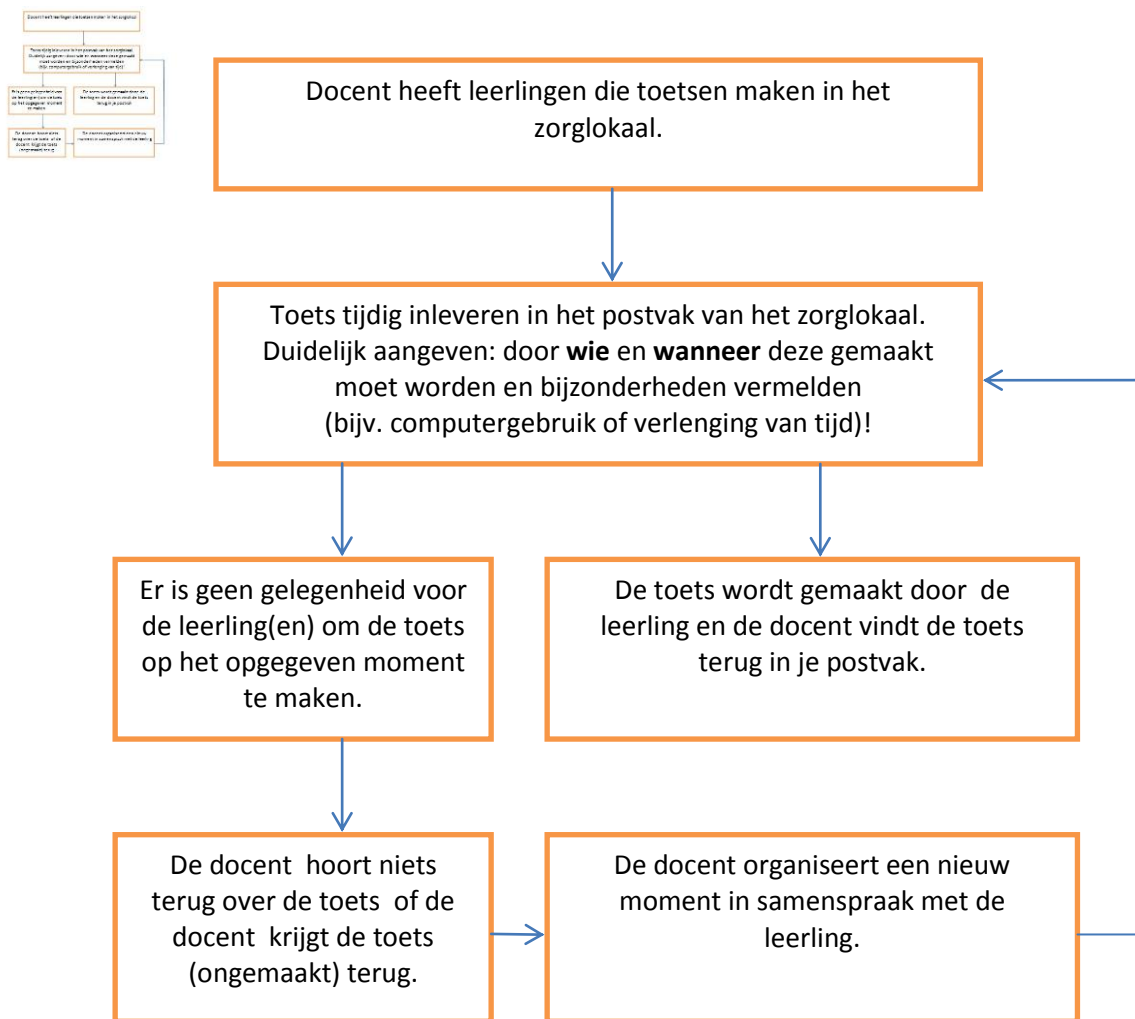 Docent heeft leerlingen die toetsen maken in het
zorglokaal.
Toets tijdig inleveren in het postvak van het zorglokaal.
Duidelijk aangeven: door wie en wanneer deze gemaakt
moet worden en bijzonderheden vermelden
(bijv. computergebruik of verlenging van tijd)!
Er is geen gelegenheid voor
de leerling(en) om de toets
op het opgegeven moment
te maken.
De toets wordt gemaakt door de
leerling en de docent vindt de toets
terug in je postvak.
De docent hoort niets
terug over de toets of de
docent krijgt de toets
(ongemaakt) terug.
De docent organiseert een nieuw
moment in samenspraak met de
leerling.